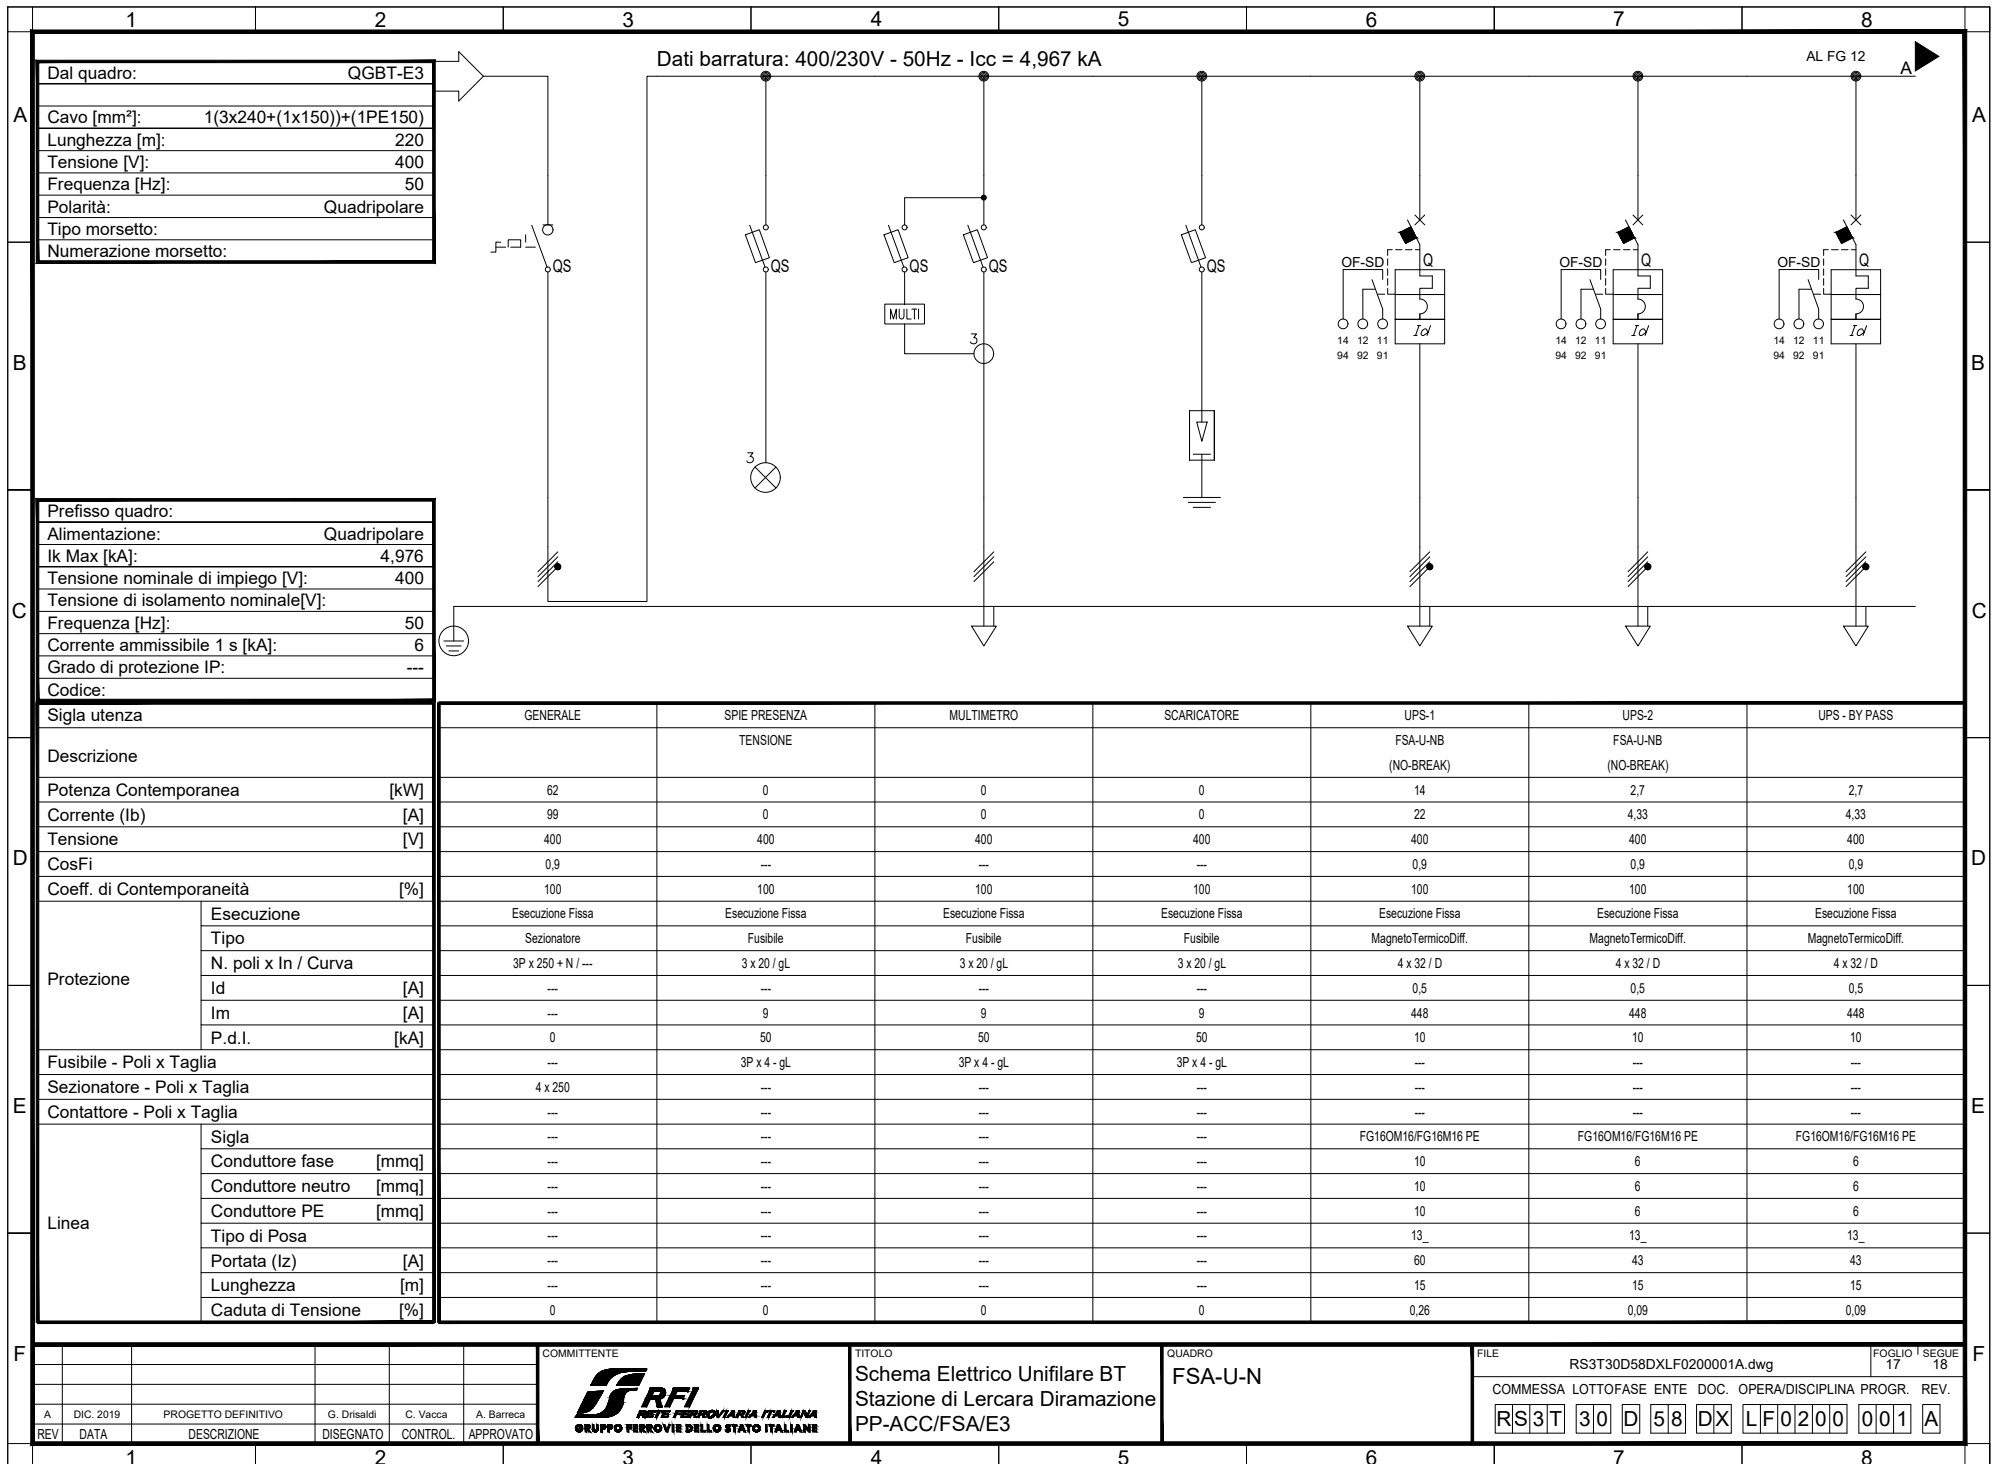 1 2 3 4 5 6 7 8
Dati barratura: 400/230V - 50Hz - Icc = 4,967 kA
AL FG 12
A
A
A
B
B
C
C
D
D
E
E
F
F
Dal quadro: QGBT-E3
Cavo [mm²]: 1(3x240+(1x150))+(1PE150)
Lunghezza [m]: 220
Tensione [V]: 400
Frequenza [Hz]: 50
Polarità: Quadripolare
Tipo morsetto:
Numerazione morsetto:
QS
QS
QS
QS
QS
MULTI
3
3
OF-SD Q
Id
14 12 11
94 92 91
OF-SD Q
Id
14 12 11
94 92 91
OF-SD Q
Id
14 12 11
94 92 91
Prefisso quadro:
Alimentazione: Quadripolare
Ik Max [kA]: 4,976
Tensione nominale di impiego [V]: 400
Tensione di isolamento nominale[V]:
Frequenza [Hz]: 50
Corrente ammissibile 1 s [kA]: 6
Grado di protezione IP: ---
Codice:
Sigla utenza GENERALE SPIE PRESENZA MULTIMETRO SCARICATORE UPS-1 UPS-2 UPS - BY PASS
TENSIONE FSA-U-NB FSA-U-NB
Descrizione
(NO-BREAK) (NO-BREAK)
Potenza Contemporanea [kW] 62 0 0 0 14 2,7 2,7
Corrente (Ib) [A] 99 0 0 0 22 4,33 4,33
Tensione [V] 400 400 400 400 400 400 400
CosFi 0,9 --- --- --- 0,9 0,9 0,9
Coeff. di Contemporaneità [%] 100 100 100 100 100 100 100
Protezione
Esecuzione Esecuzione Fissa Esecuzione Fissa Esecuzione Fissa Esecuzione Fissa Esecuzione Fissa Esecuzione Fissa Esecuzione Fissa
Tipo Sezionatore Fusibile Fusibile Fusibile MagnetoTermicoDiff. MagnetoTermicoDiff. MagnetoTermicoDiff.
N. poli x In / Curva 3P x 250 + N / --- 3 x 20 / gL 3 x 20 / gL 3 x 20 / gL 4 x 32 / D 4 x 32 / D 4 x 32 / D
Id [A] --- --- --- --- 0,5 0,5 0,5
Im [A] --- 9 9 9 448 448 448
P.d.I. [kA] 0 50 50 50 10 10 10
Fusibile - Poli x Taglia --- 3P x 4 - gL 3P x 4 - gL 3P x 4 - gL --- --- ---
Sezionatore - Poli x Taglia 4 x 250 --- --- --- --- --- ---
Contattore - Poli x Taglia --- --- --- --- --- --- ---
Linea
Sigla --- --- --- --- FG16OM16/FG16M16 PE FG16OM16/FG16M16 PE FG16OM16/FG16M16 PE
Conduttore fase [mmq] --- --- --- --- 10 6 6
Conduttore neutro [mmq] --- --- --- --- 10 6 6
Conduttore PE [mmq] --- --- --- --- 10 6 6
Tipo di Posa --- --- --- --- 13_ 13_ 13_
Portata (Iz) [A] --- --- --- --- 60 43 43
Lunghezza [m] --- --- --- --- 15 15 15
Caduta di Tensione [%] 0 0 0 0 0,26 0,09 0,09
A DIC. 2019 PROGETTO DEFINITIVO G. Drisaldi C. Vacca A. Barreca
REV DATA DESCRIZIONE DISEGNATO CONTROL. APPROVATO
COMMITTENTE
RFI
RETE FERROVIARIA ITALIANA
GRUPPO FERROVIE DELLO STATO ITALIANE
TITOLO
Schema Elettrico Unifilare BT
Stazione di Lercara Diramazione
PP-ACC/FSA/E3
QUADRO
FSA-U-N
FILE
RS3T30D58DXLF0200001A.dwg
FOGLIO SEGUE
17 18
COMMESSA LOTTO FASE ENTE DOC. OPERA/DISCIPLINA PROGR. REV.
RS3T 30 D 58 DX LF0200 001 A
1 2 3 4 5 6 7 8